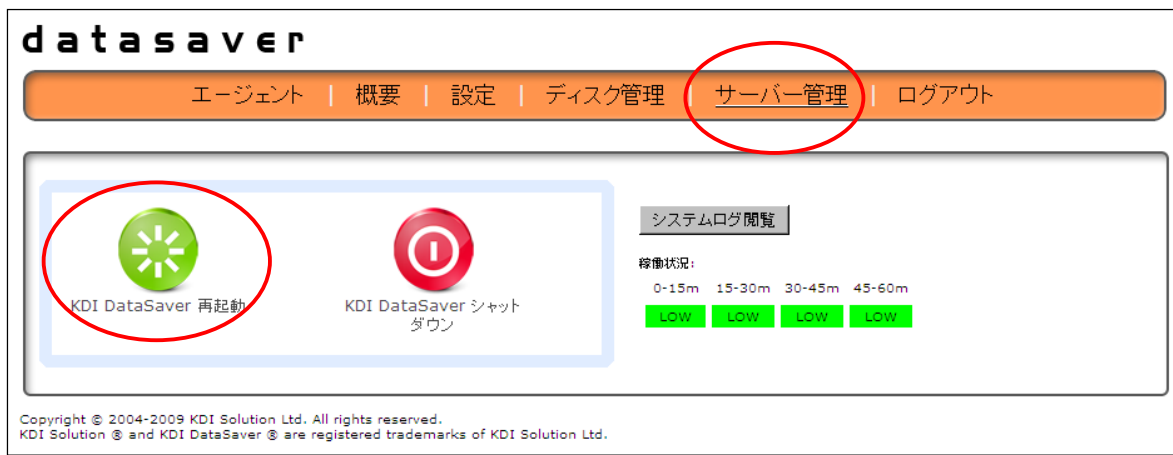 datasaver
エージェント | 概要 | 設定 | ディスク管理 | サーバー管理 | ログアウト
KDI DataSaver 再起動
KDI DataSaver シャット
ダウン
システムログ閲覧
稼働状況:
0-15m 15-30m 30-45m 45-60m
LOW LOW LOW LOW
Copyright © 2004-2009 KDI Solution Ltd. All rights reserved.
KDI Solution ® and KDI DataSaver ® are registered trademarks of KDI Solution Ltd.